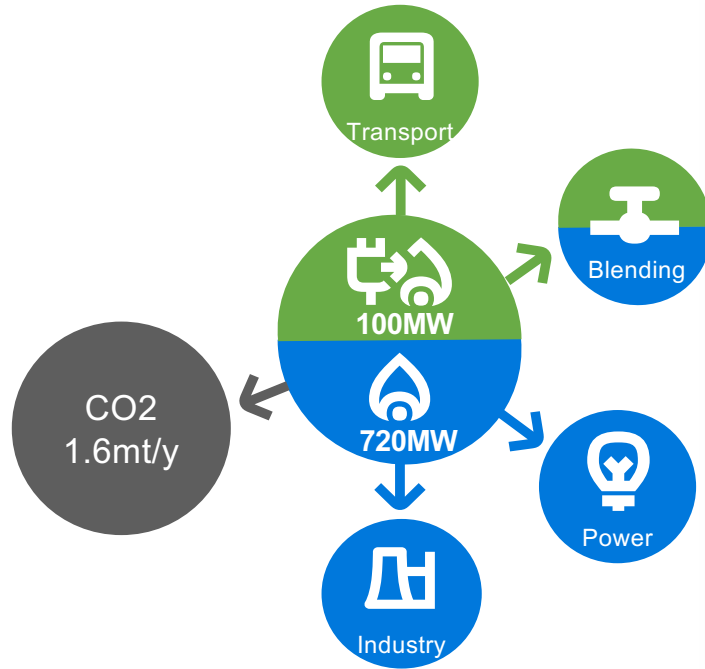 Transport
Blending
100MW
720MW
CO2
1.6mt/y
Power
Industry